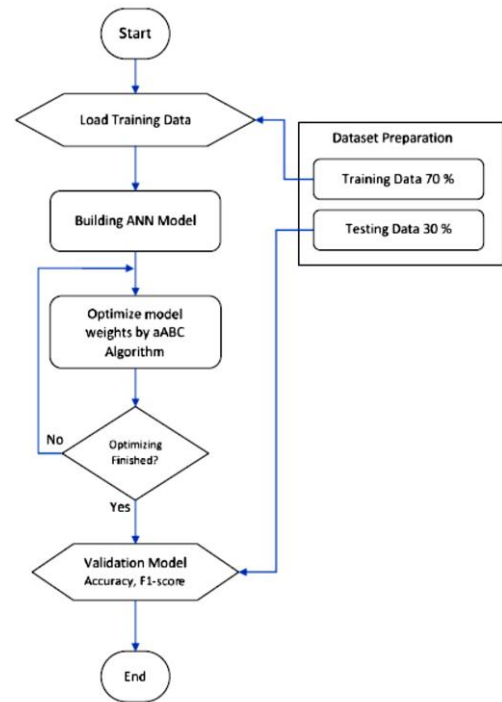 Start
Load Training Data
Dataset Preparation
Training Data 70 %
Testing Data 30 %
Building ANN Model
Optimize model
weights by aABC
Algorithm
No
Optimizing
Finished?
Yes
Validation Model
Accuracy, F1-score
End